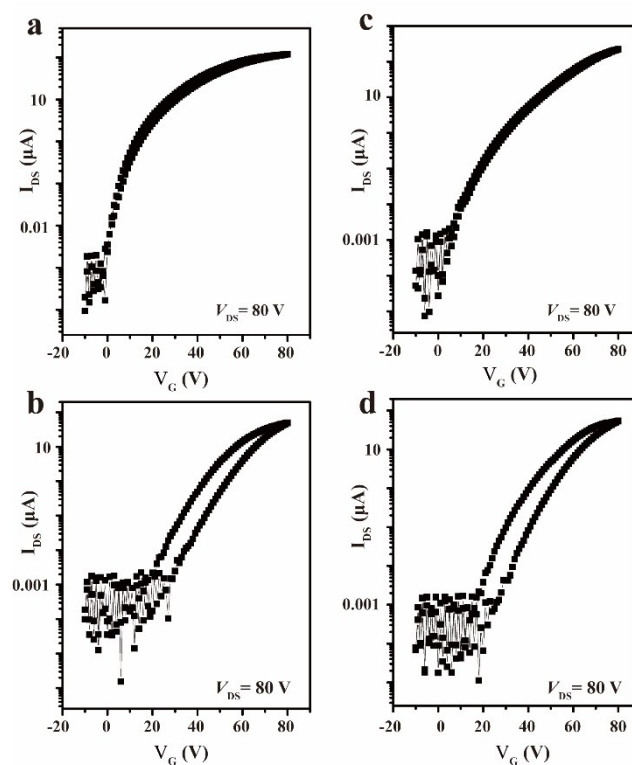 a
10
0.01
I_DS (μA)
V_DS= 80 V
-20 0 20 40 60 80
V_G (V)
c
10
0.001
I_DS (μA)
V_DS= 80 V
-20 0 20 40 60 80
V_G (V)
b
10
0.001
I_DS (μA)
V_DS= 80 V
-20 0 20 40 60 80
V_G (V)
d
10
0.001
I_DS (μA)
V_DS= 80 V
-20 0 20 40 60 80
V_G (V)